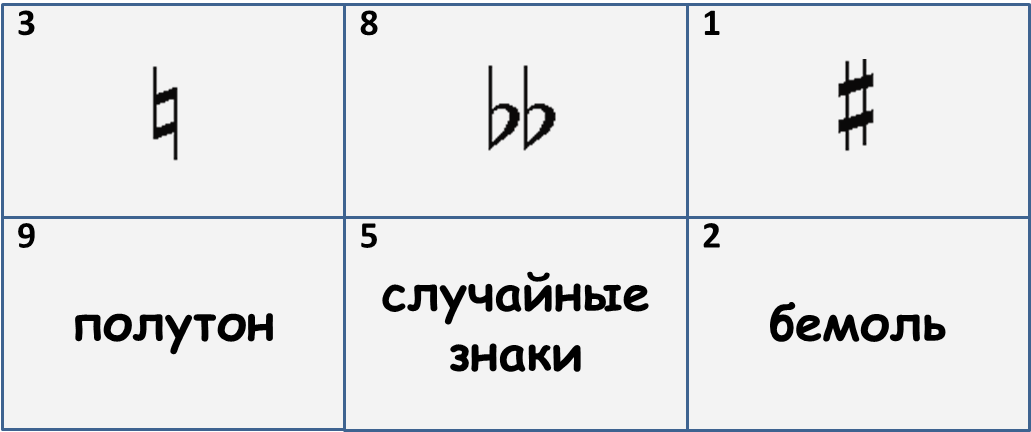 3 8 1
♮ 𝄫 ♯
9 5 2
полутон
случайные
знаки
бемоль